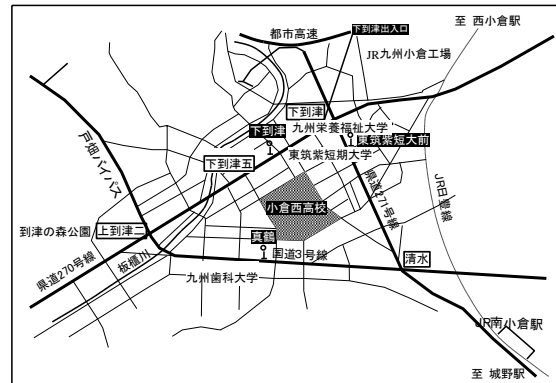 至 西小倉駅
都市高速
下到津出入口
JR九州小倉工場
下到津
九州栄養福祉大学
下到津
東筑紫短大前
東筑紫短期大学
下到津五
戸畑バイパス
県道271号線
JR日豊線
小倉西高校
到津の森公園
上到津二
真鶴
国道3号線
清水
板櫃川
県道270号線
九州歯科大学
JR南小倉駅
至 城野駅